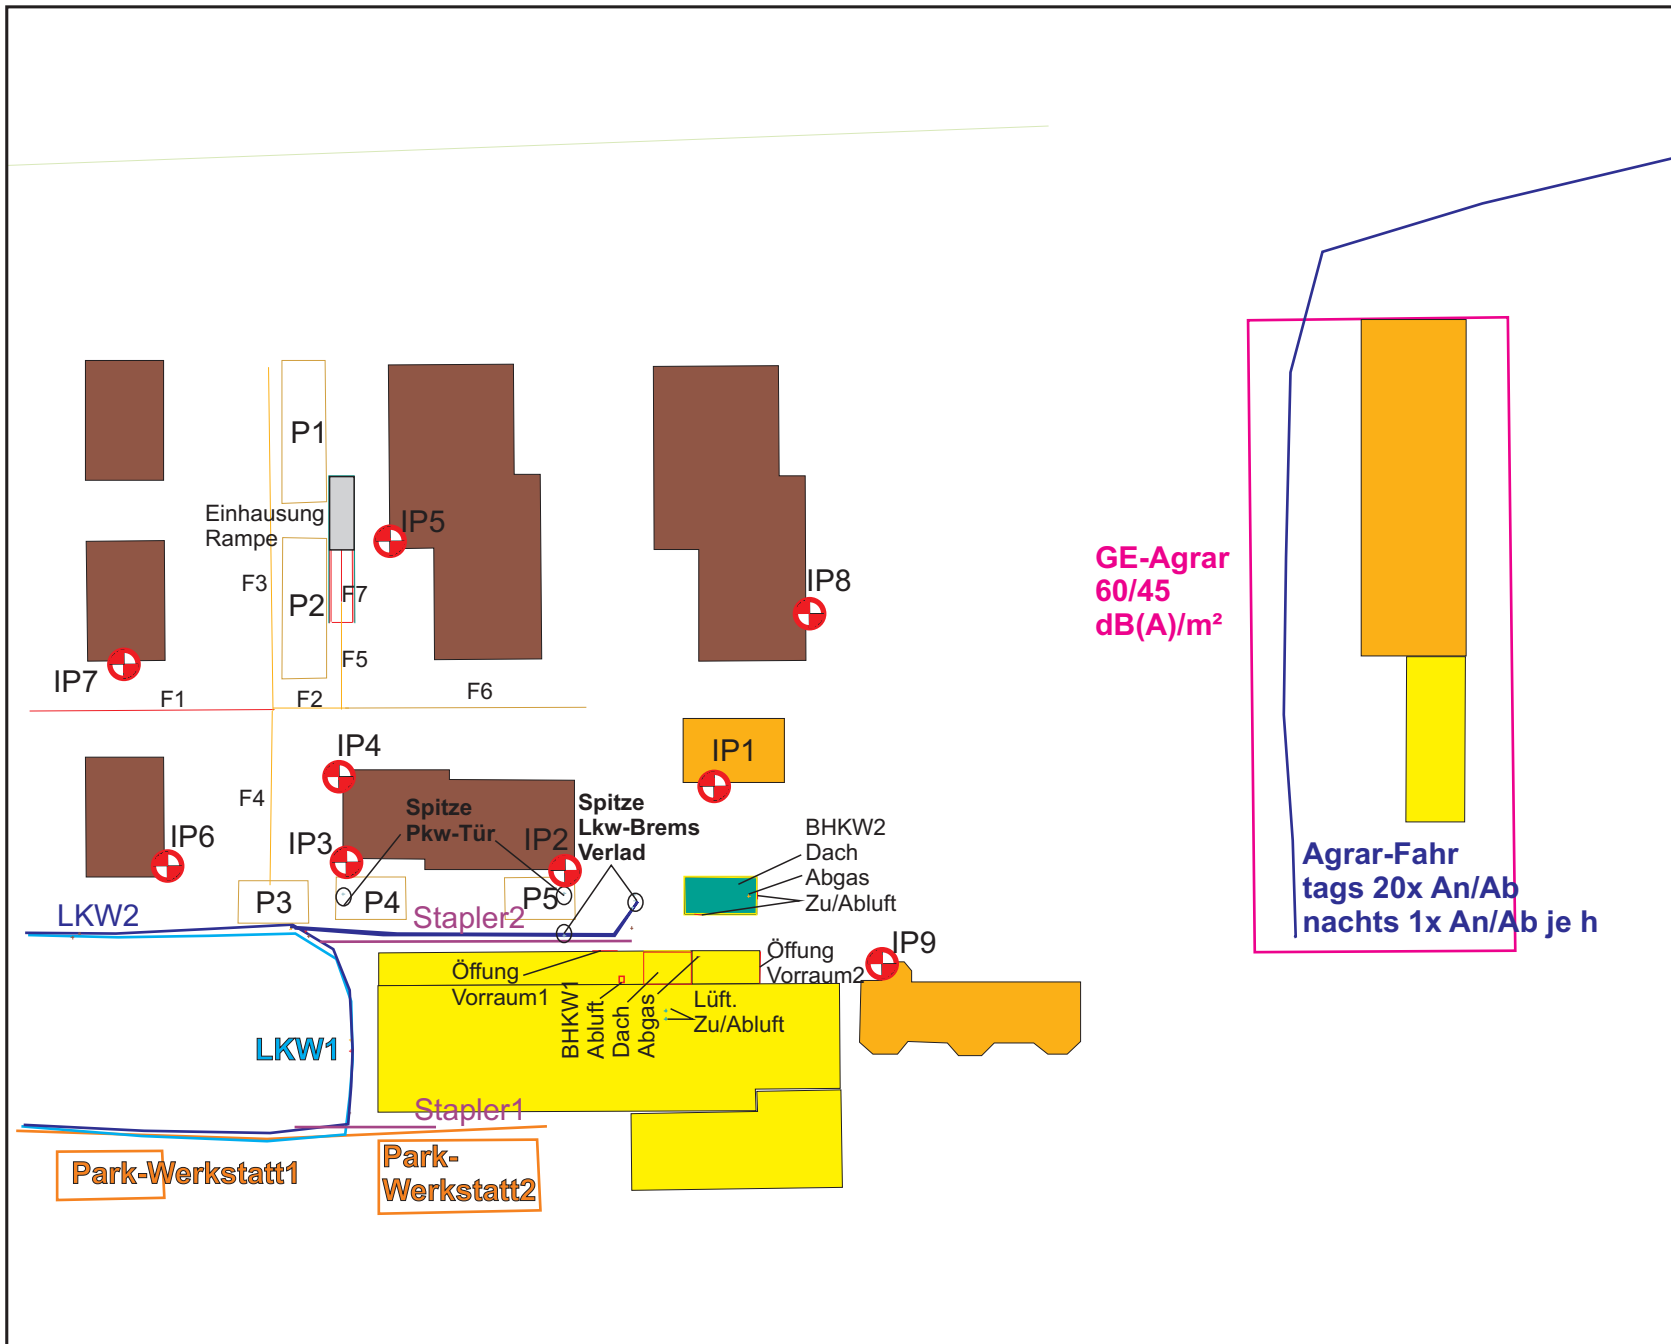 P1
Einhausung
Rampe
IP5
F3
P2
F7
IP8
GE-Agrar
60/45
dB(A)/m²
F5
IP7
F1
F2
F6
IP4
IP1
F4
Spitze
Pkw-Tür
Spitze
Lkw-Brems
Verlad
IP6
IP3
IP2
BHKW2
Dach
Abgas
Zu/Abluft
Agrar-Fahr
tags 20x An/Ab
nachts 1x An/Ab je h
P3
P4
P5
LKW2
Stapler2
IP9
Öffung
Vorraum1
Öffung
Vorraum2
BHKW1
Abluft
Dach
Abgas
Lüft.
Zu/Abluft
LKW1
Stapler1
Park-Werkstatt1
Park-
Werkstatt2